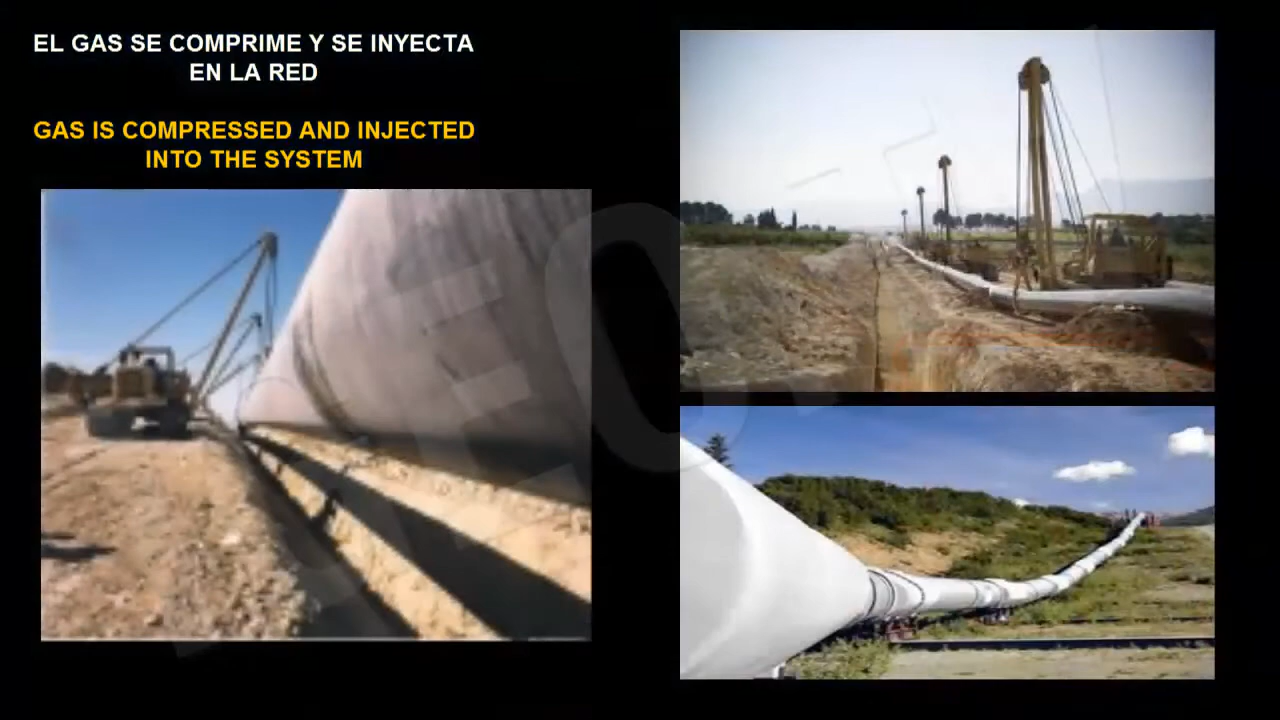 EL GAS SE COMPRIME Y SE INYECTA
EN LA RED
GAS IS COMPRESSED AND INJECTED
INTO THE SYSTEM